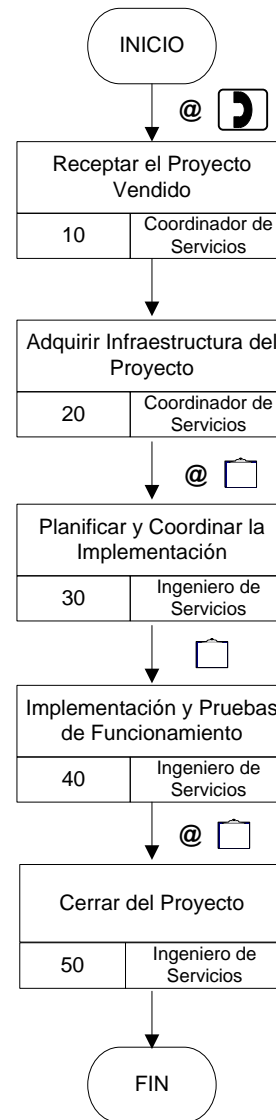 INICIO
@
Receptar el Proyecto
Vendido
10
Coordinador de
Servicios
Adquirir Infraestructura del
Proyecto
20
Coordinador de
Servicios
@
Planificar y Coordinar la
Implementación
30
Ingeniero de
Servicios
Implementación y Pruebas
de Funcionamiento
40
Ingeniero de
Servicios
@
Cerrar del Proyecto
50
Ingeniero de
Servicios
FIN